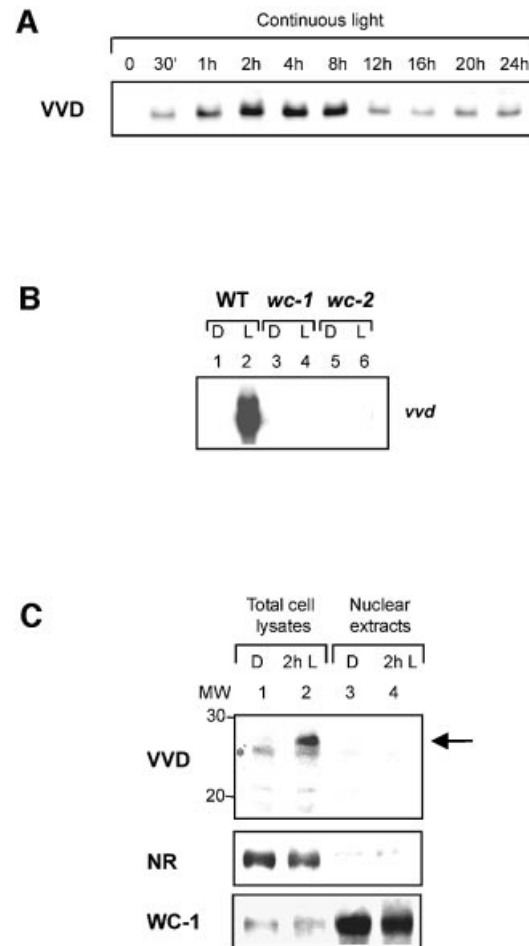 A
Continuous light
0 30' 1h 2h 4h 8h 12h 16h 20h 24h
VVD
B
WT wc-1 wc-2
D L D L D L
1 2 3 4 5 6
vvd
C
Total cell lysates
Nuclear extracts
D 2h L D 2h L
MW 1 2 3 4
30-
VVD
*
20-
NR
WC-1